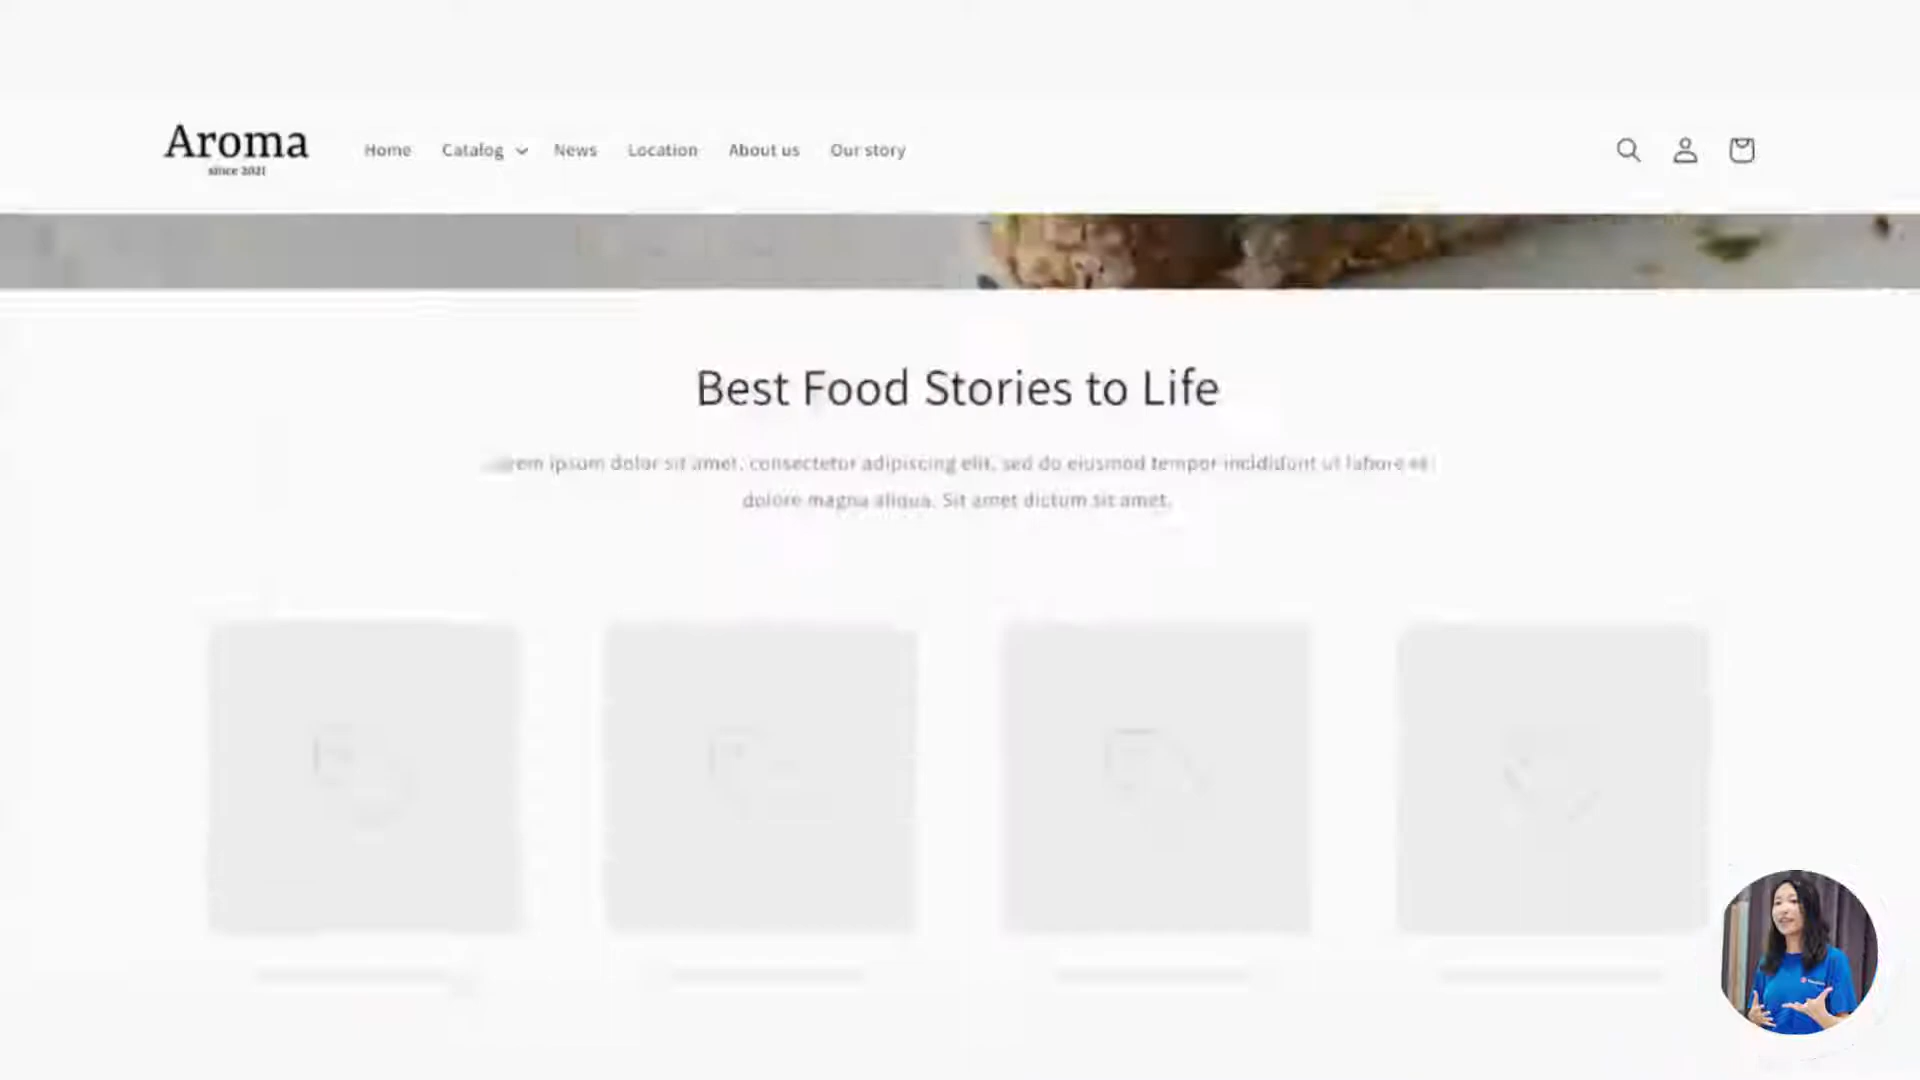 Aroma
since 2021
Home Catalog News Location About us Our story
Best Food Stories to Life
ipsum dolor sit amet, consectetur adipiscing elit, sed do eiusmod tempor incididunt ut labore et
dolore magna aliqua. Sit amet dictum sit amet.